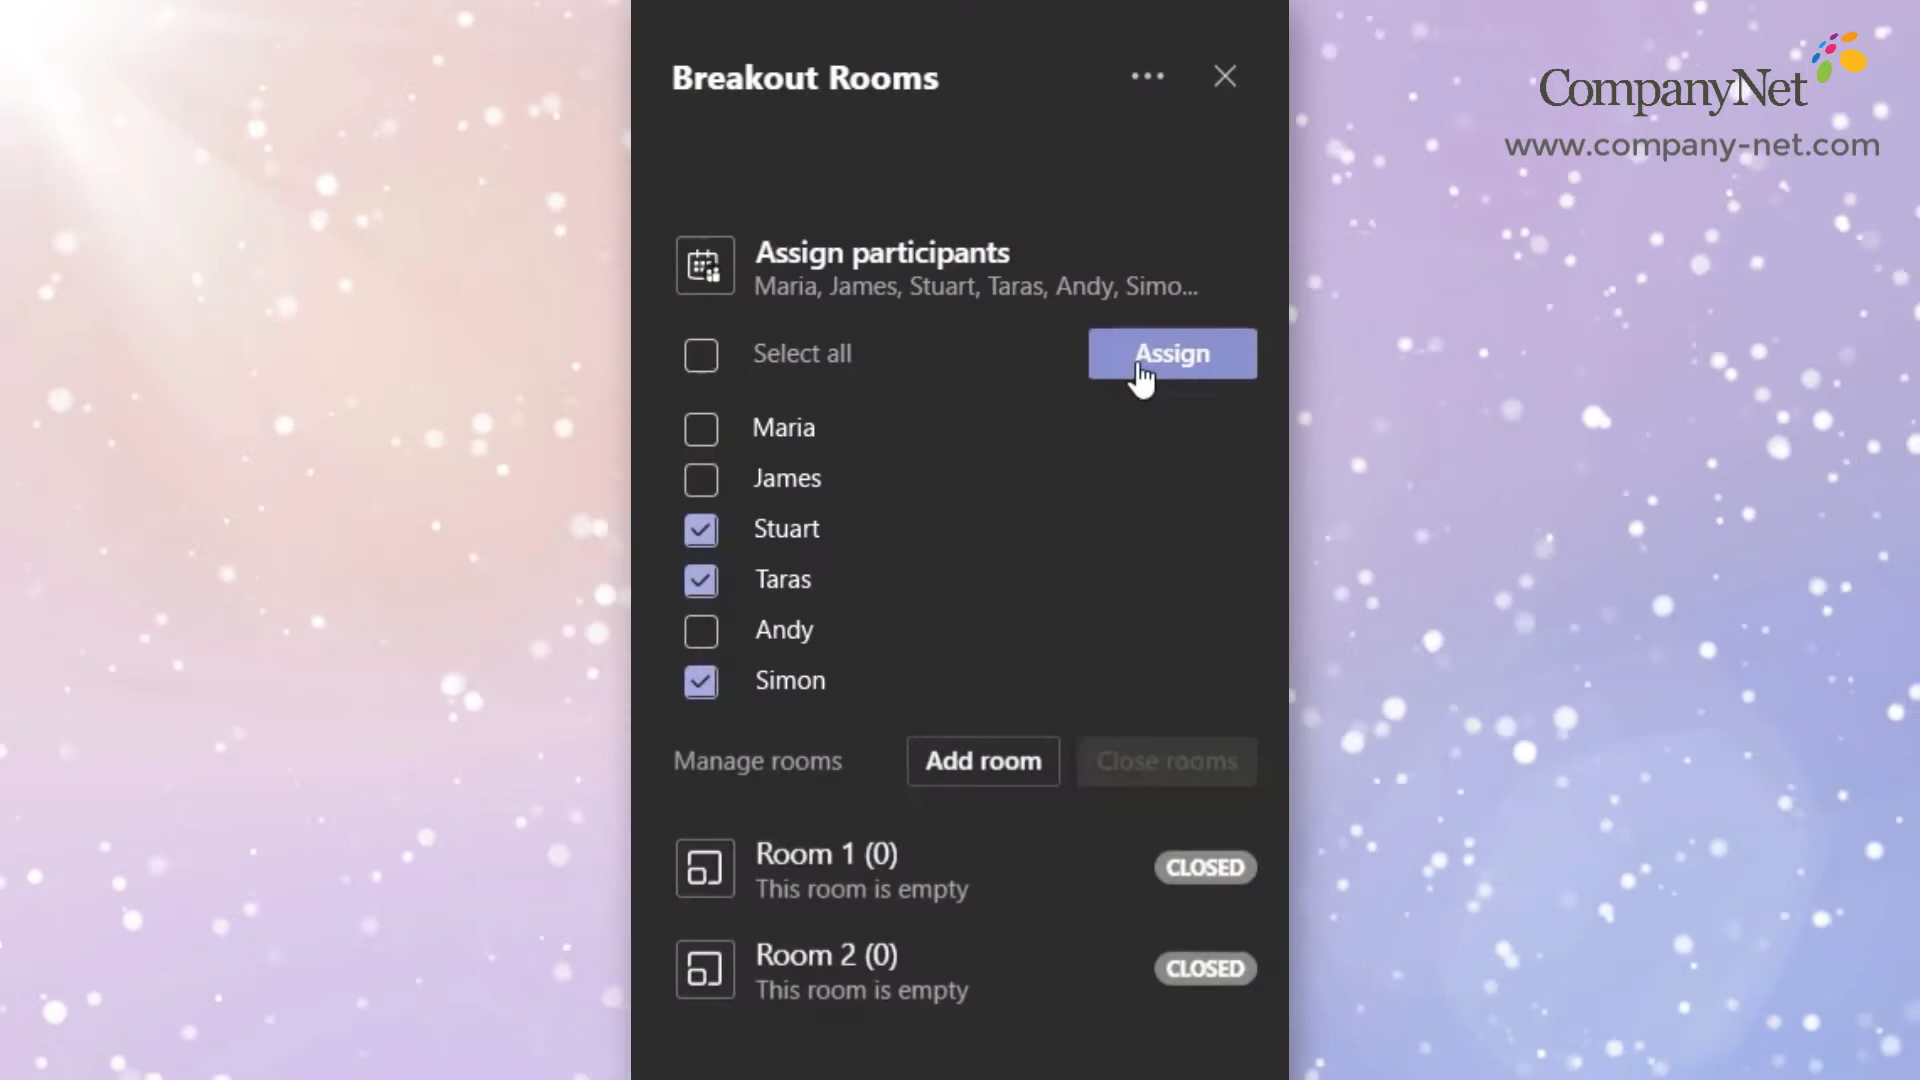 Breakout Rooms
CompanyNet
www.company-net.com
Assign participants
Maria, James, Stuart, Taras, Andy, Simo...
Select all
Assign
Maria
James
Stuart
Taras
Andy
Simon
Manage rooms
Add room
Close rooms
Room 1 (0)
This room is empty
CLOSED
Room 2 (0)
This room is empty
CLOSED